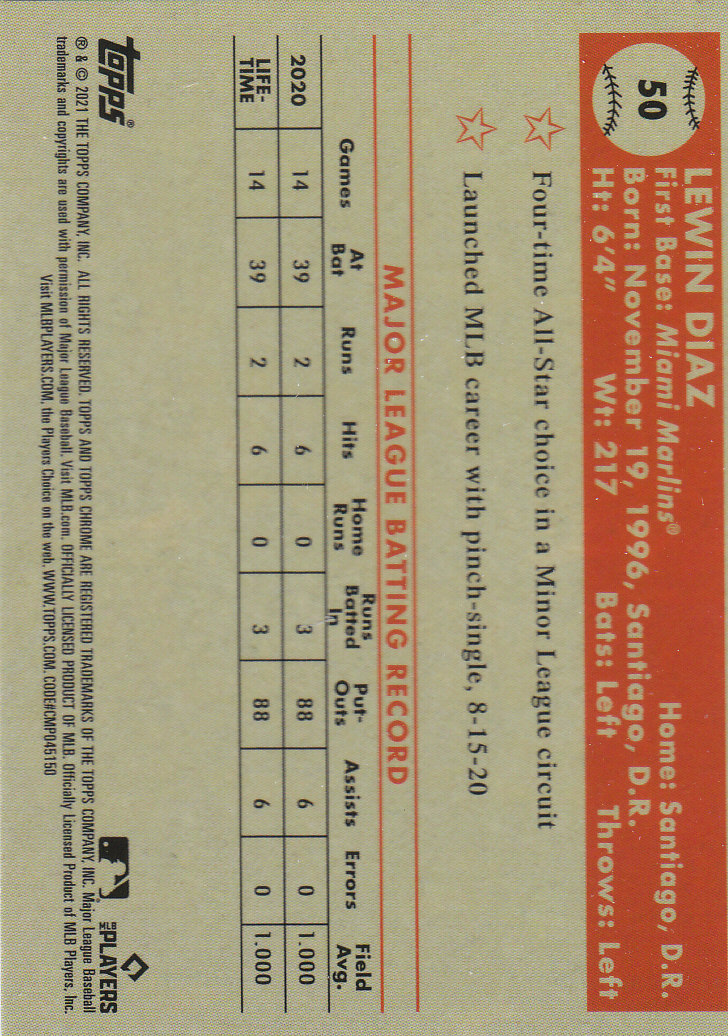 50
LEWIN DIAZ
First Base: Miami Marlins® Home: Santiago, D.R.
Born: November 19, 1996, Santiago, D.R.
Ht: 6'4" Wt: 217 Bats: Left Throws: Left
Four-time All-Star choice in a Minor League circuit
Launched MLB career with pinch-single, 8-15-20
MAJOR LEAGUE BATTING RECORD
Games At Bat Runs Hits Home Runs Runs Batted In Put-Outs Assists Errors Field Avg.
2020 14 39 2 6 0 3 88 6 0 1.000
LIFE-TIME 14 39 2 6 0 3 88 6 0 1.000
topps®
MLB PLAYERS
® & © 2021 THE TOPPS COMPANY, INC. ALL RIGHTS RESERVED. TOPPS AND TOPPS CHROME ARE REGISTERED TRADEMARKS OF THE TOPPS COMPANY, INC. Major League Baseball
trademarks and copyrights are used with permission of Major League Baseball. Visit MLB.com. OFFICIALLY LICENSED PRODUCT OF MLB. Officially Licensed Product of MLB Players, Inc.
Visit MLBPLAYERS.COM, the Players Choice on the web. WWW.TOPPS.COM. CODE#CMP045150